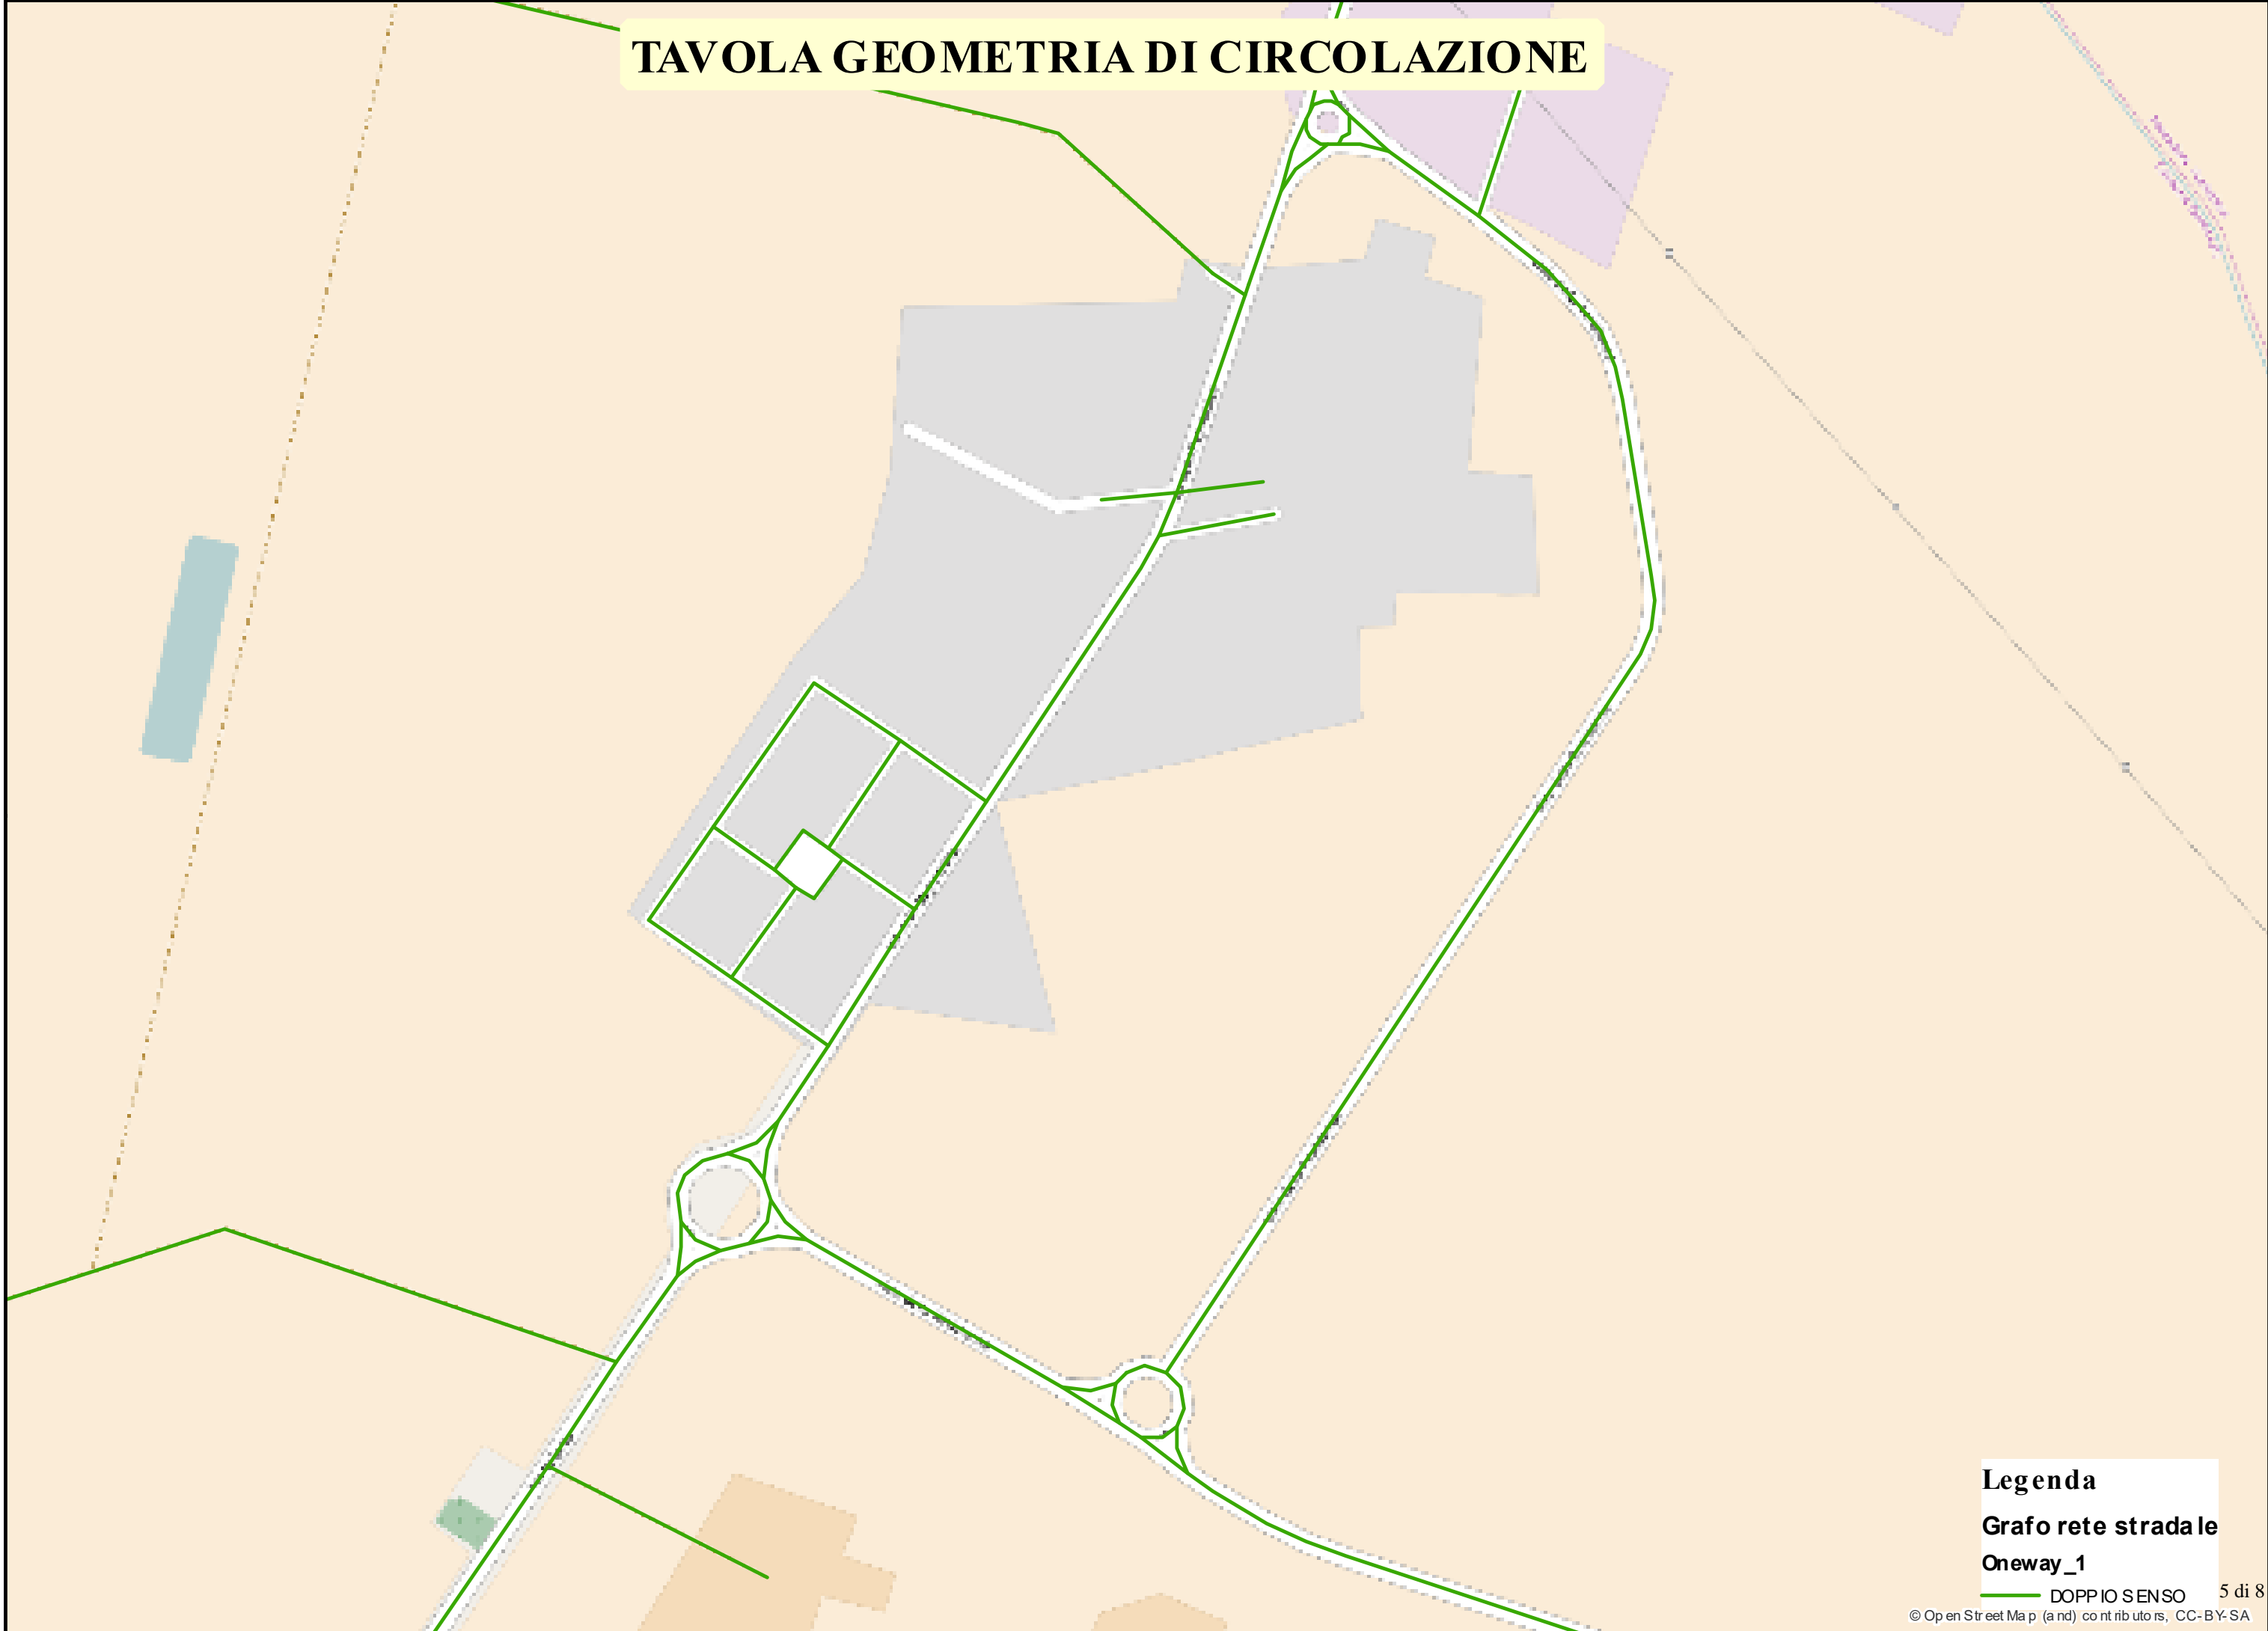 TAVOLA GEOMETRIA DI CIRCOLAZIONE
Legenda
Grafo rete stradale
Oneway_1
DOPPIO SENSO
5 di 8
© OpenStreetMap (and) contributors, CC-BY-SA